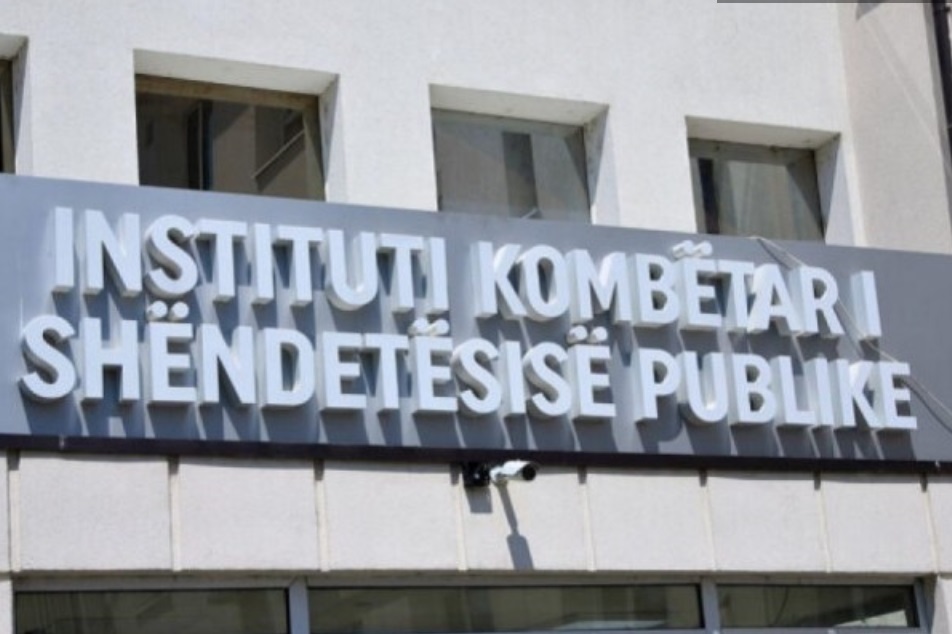 INSTITUTI KOMBËTAR I
SHËNDETËSISË PUBLIKE